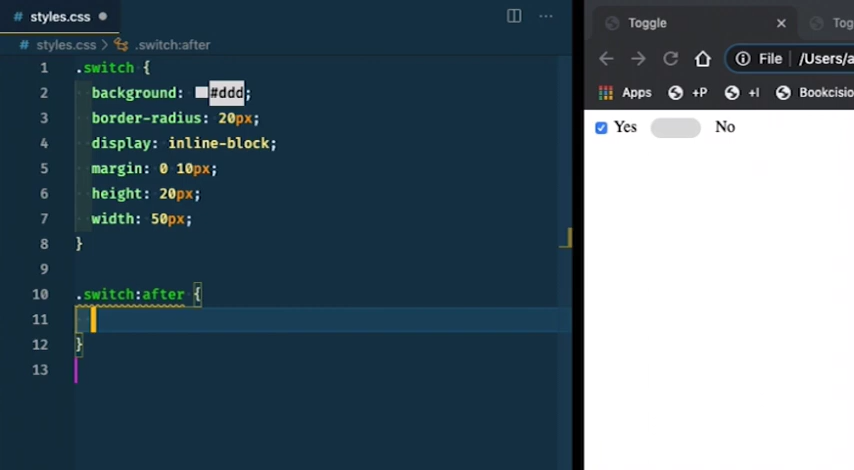 # styles.css ●
# styles.css > .switch:after
1 .switch {
2 background: #ddd;
3 border-radius: 20px;
4 display: inline-block;
5 margin: 0 10px;
6 height: 20px;
7 width: 50px;
8 }
9
10 .switch:after {
11
12 }
13
Toggle
Tog
File /Users/a
Apps +P +I Bookcisio
Yes No